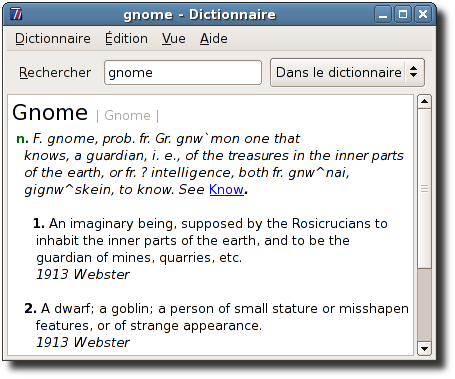 gnome - Dictionnaire
Dictionnaire Édition Vue Aide
Rechercher gnome Dans le dictionnaire
Gnome | Gnome |
n. F. gnome, prob. fr. Gr. gnw`mon one that
knows, a guardian, i. e., of the treasures in the inner parts
of the earth, or fr. ? intelligence, both fr. gnw^nai,
gignw^skein, to know. See Know.
1. An imaginary being, supposed by the Rosicrucians to
inhabit the inner parts of the earth, and to be the
guardian of mines, quarries, etc.
1913 Webster
2. A dwarf; a goblin; a person of small stature or misshapen
features, or of strange appearance.
1913 Webster